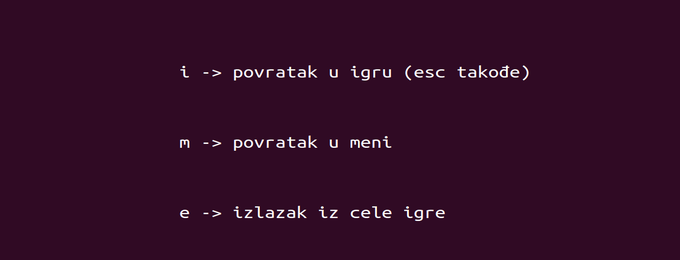 i -> povratak u igru (esc takođe)
m -> povratak u meni
e -> izlazak iz cele igre